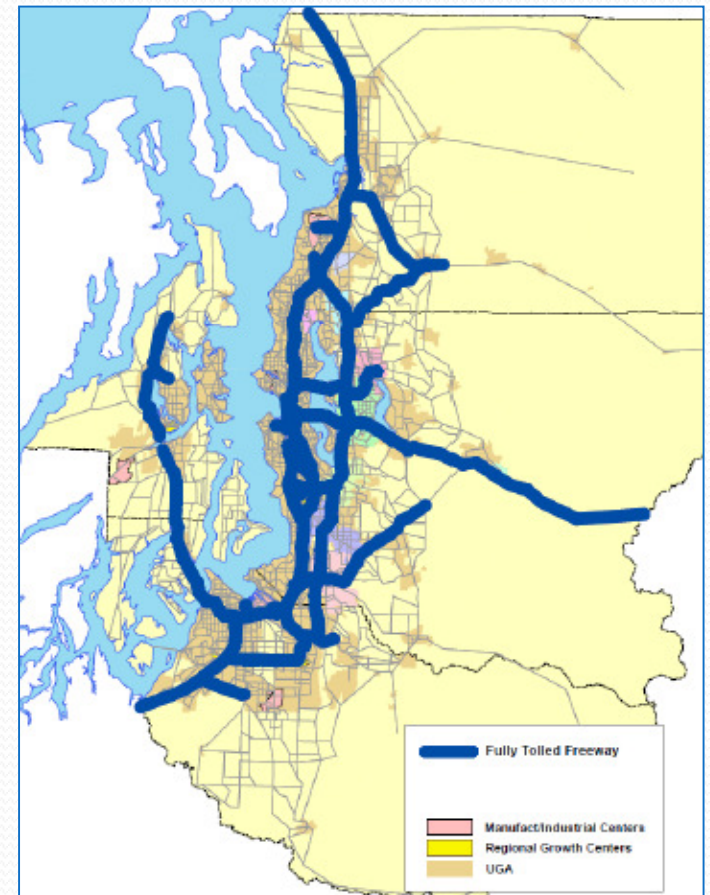 Fully Tolled Freeway
Manufact/Industrial Centers
Regional Growth Centers
UGA